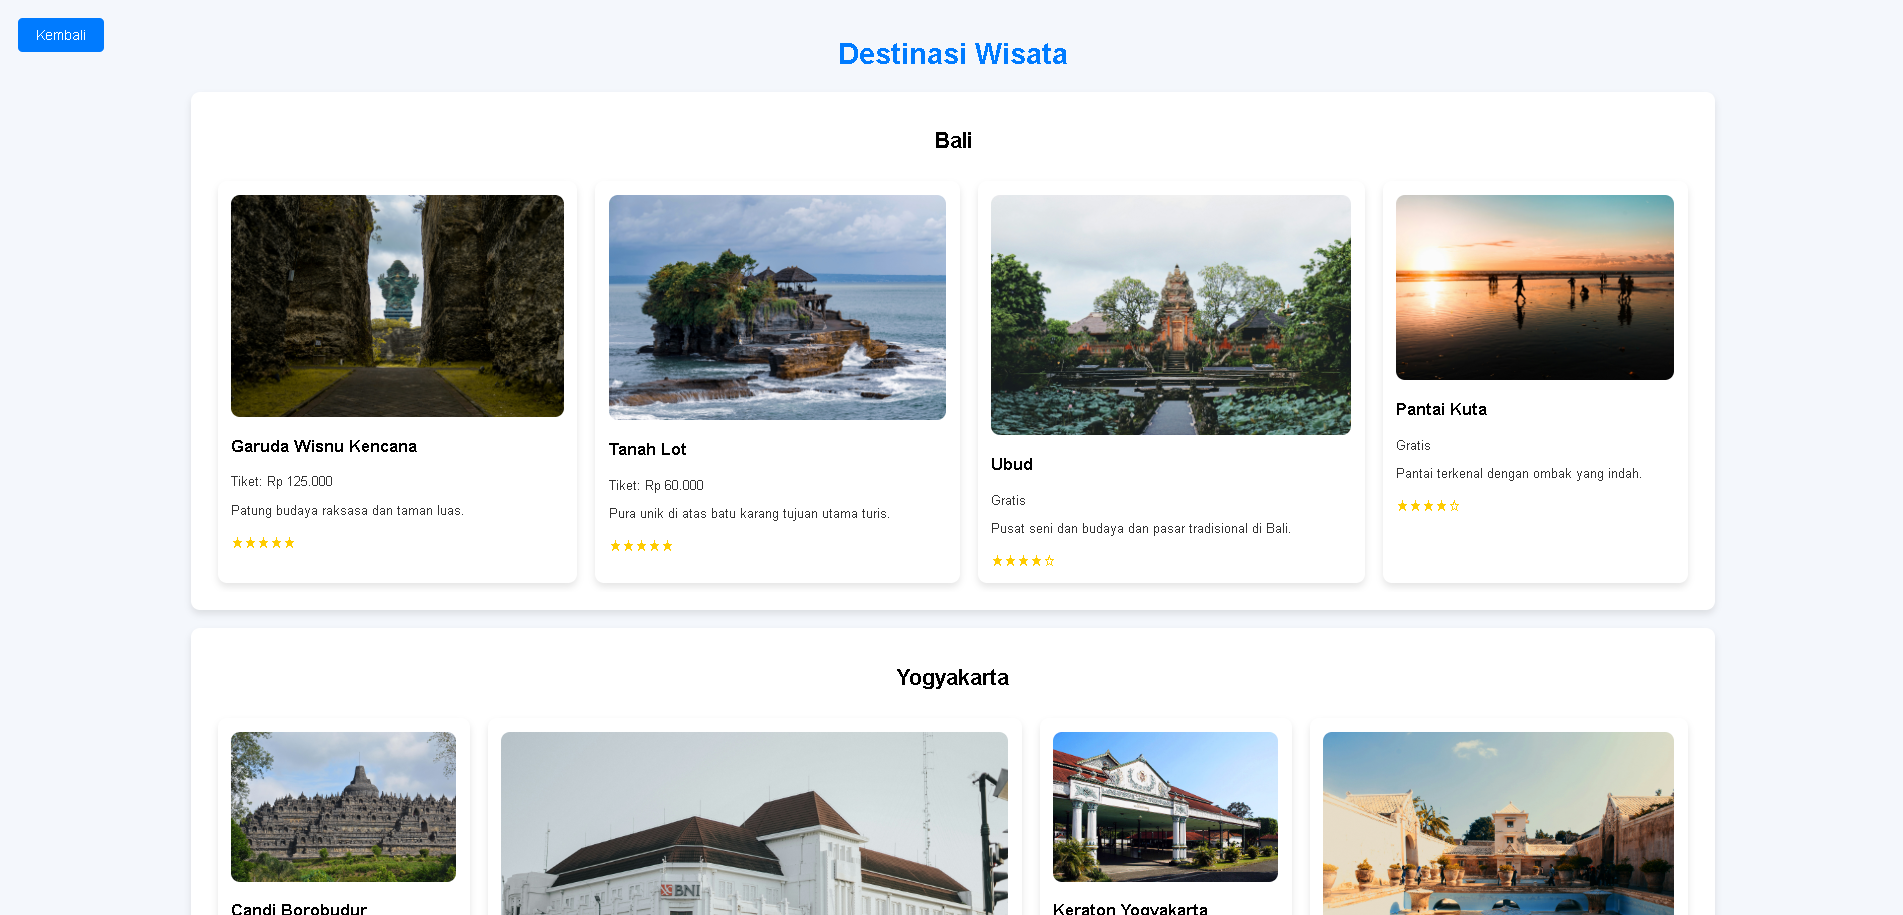 Kembali
Destinasi Wisata
Bali
Garuda Wisnu Kencana
Tiket: Rp 125.000
Patung budaya raksasa dan taman luas.
★★★★★
Tanah Lot
Tiket: Rp 60.000
Pura unik di atas batu karang tujuan utama turis.
★★★★★
Ubud
Gratis
Pusat seni dan budaya dan pasar tradisional di Bali.
★★★★☆
Pantai Kuta
Gratis
Pantai terkenal dengan ombak yang indah.
★★★★☆
Yogyakarta
BNI
Candi Borobudur
Keraton Yogyakarta